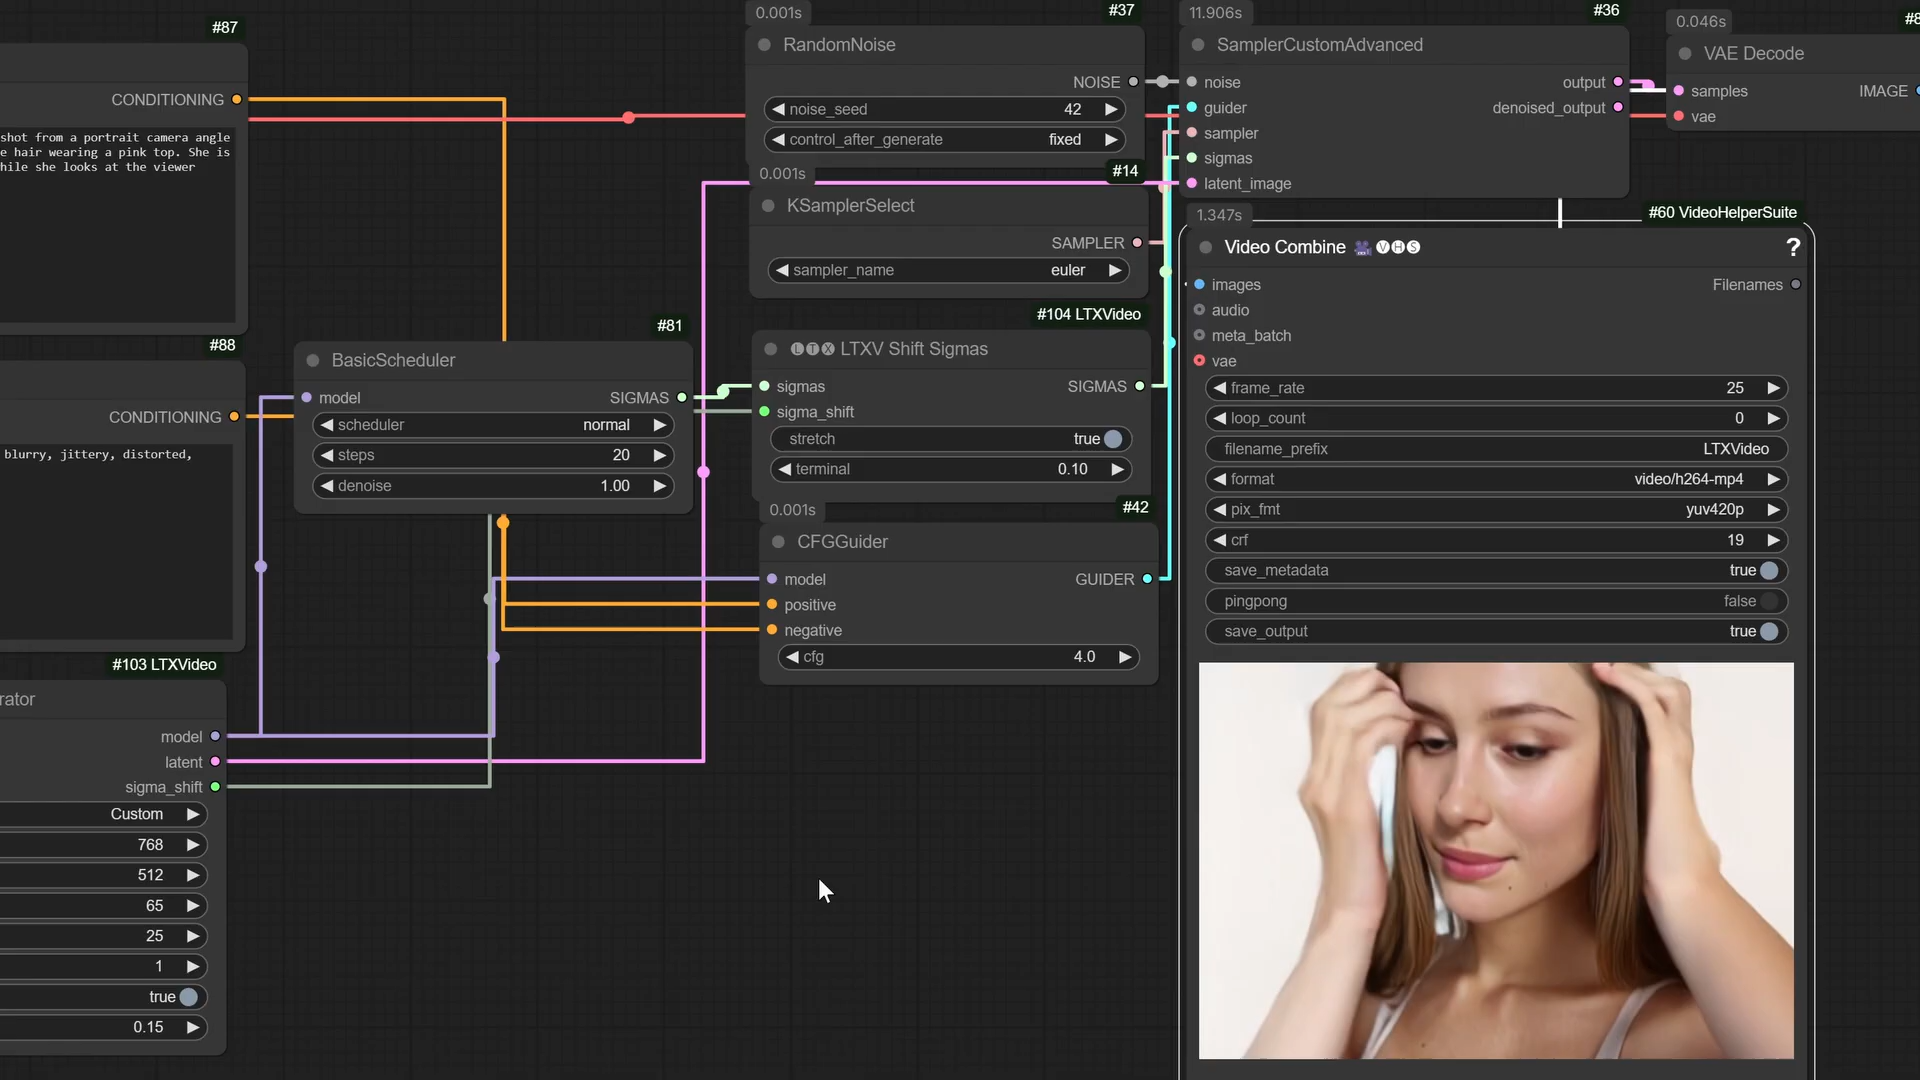 #87
CONDITIONING
shot from a portrait camera angle
e hair wearing a pink top. She is
hile she looks at the viewer
#88
CONDITIONING
blurry, jittery, distorted,
#103 LTXVideo
rator
model
latent
sigma_shift
Custom
768
512
65
25
1
true
0.15
#81
BasicScheduler
model SIGMAS
scheduler normal
steps 20
denoise 1.00
0.001s #37
RandomNoise
NOISE
noise_seed 42
control_after_generate fixed
0.001s #14
KSamplerSelect
SAMPLER
sampler_name euler
#104 LTXVideo
LTX LTXV Shift Sigmas
sigmas SIGMAS
sigma_shift
stretch true
terminal 0.10
0.001s #42
CFGGuider
model GUIDER
positive
negative
cfg 4.0
11.906s #36
SamplerCustomAdvanced
noise output
guider denoised_output
sampler
sigmas
latent_image
0.046s
VAE Decode
samples IMAGE
vae
1.347s #60 VideoHelperSuite
Video Combine 🎥🅥🅗🅢 ?
images Filenames
audio
meta_batch
vae
frame_rate 25
loop_count 0
filename_prefix LTXVideo
format video/h264-mp4
pix_fmt yuv420p
crf 19
save_metadata true
pingpong false
save_output true